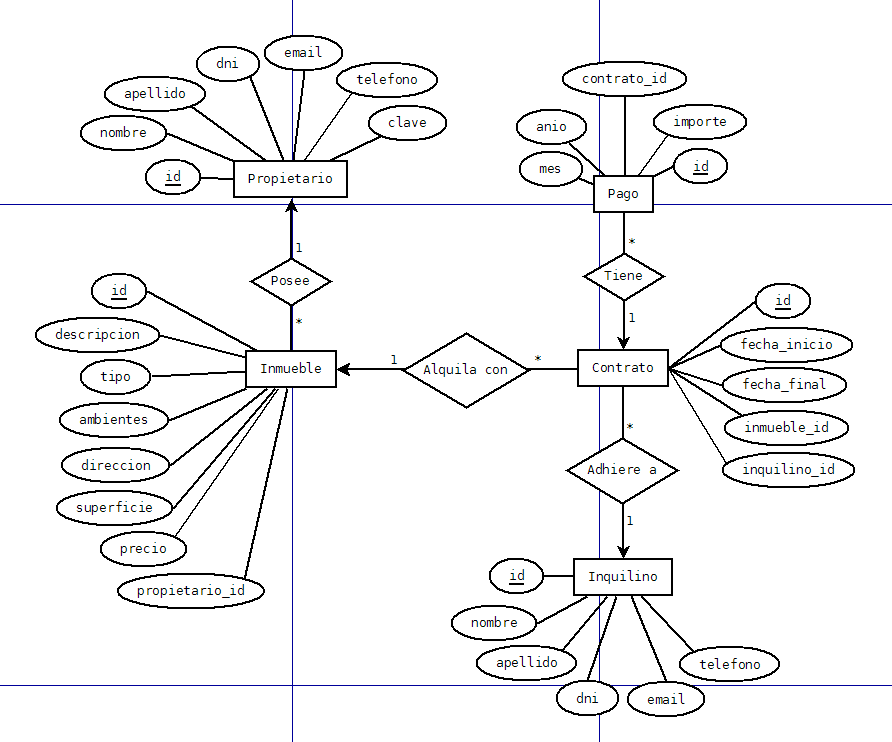 email
dni
telefono
apellido
clave
nombre
id
Propietario
contrato_id
importe
anio
mes
id
Pago
1
Posee
*
*
Tiene
1
id
descripcion
tipo
ambientes
direccion
superficie
precio
propietario_id
Inmueble
1
Alquila con
*
Contrato
id
fecha_inicio
fecha_final
inmueble_id
inquilino_id
*
Adhiere a
1
id
Inquilino
nombre
apellido
dni
email
telefono